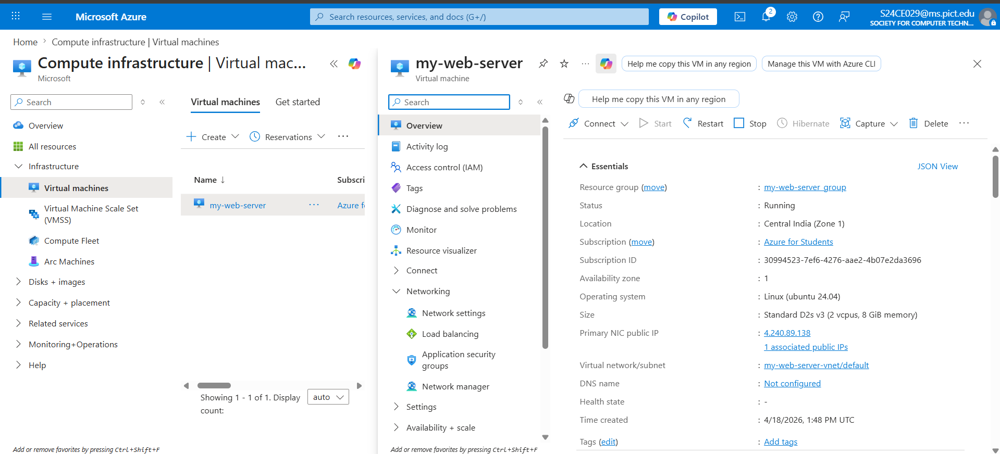 Microsoft Azure
Search resources, services, and docs (G+/)
Copilot
2
S24CE029@ms.pict.edu
SOCIETY FOR COMPUTER TECHN...
Home
Compute infrastructure | Virtual machines
Compute infrastructure | Virtual mac...
Microsoft
Search
Overview
All resources
Infrastructure
Virtual machines
Virtual Machine Scale Set
(VMSS)
Compute Fleet
Arc Machines
Disks + images
Capacity + placement
Related services
Monitoring+Operations
Help
Add or remove favorites by pressing Ctrl+Shift+F
Virtual machines
Get started
Create
Reservations
Name ↓
Subscri
my-web-server
Azure f
Showing 1 - 1 of 1. Display
count:
auto
my-web-server
Virtual machine
Help me copy this VM in any region
Manage this VM with Azure CLI
Search
Overview
Activity log
Access control (IAM)
Tags
Diagnose and solve problems
Monitor
Resource visualizer
Connect
Networking
Network settings
Load balancing
Application security
groups
Network manager
Settings
Availability + scale
Add or remove favorites by pressing Ctrl+Shift+F
Help me copy this VM in any region
Connect
Start
Restart
Stop
Hibernate
Capture
Delete
Essentials
JSON View
Resource group (move) : my-web-server_group
Status : Running
Location : Central India (Zone 1)
Subscription (move) : Azure for Students
Subscription ID : 30994523-7ef6-4276-aae2-4b07e2da3696
Availability zone : 1
Operating system : Linux (ubuntu 24.04)
Size : Standard D2s v3 (2 vcpus, 8 GiB memory)
Primary NIC public IP : 4.240.89.138
1 associated public IPs
Virtual network/subnet : my-web-server-vnet/default
DNS name : Not configured
Health state : -
Time created : 4/18/2026, 1:48 PM UTC
Tags (edit) : Add tags